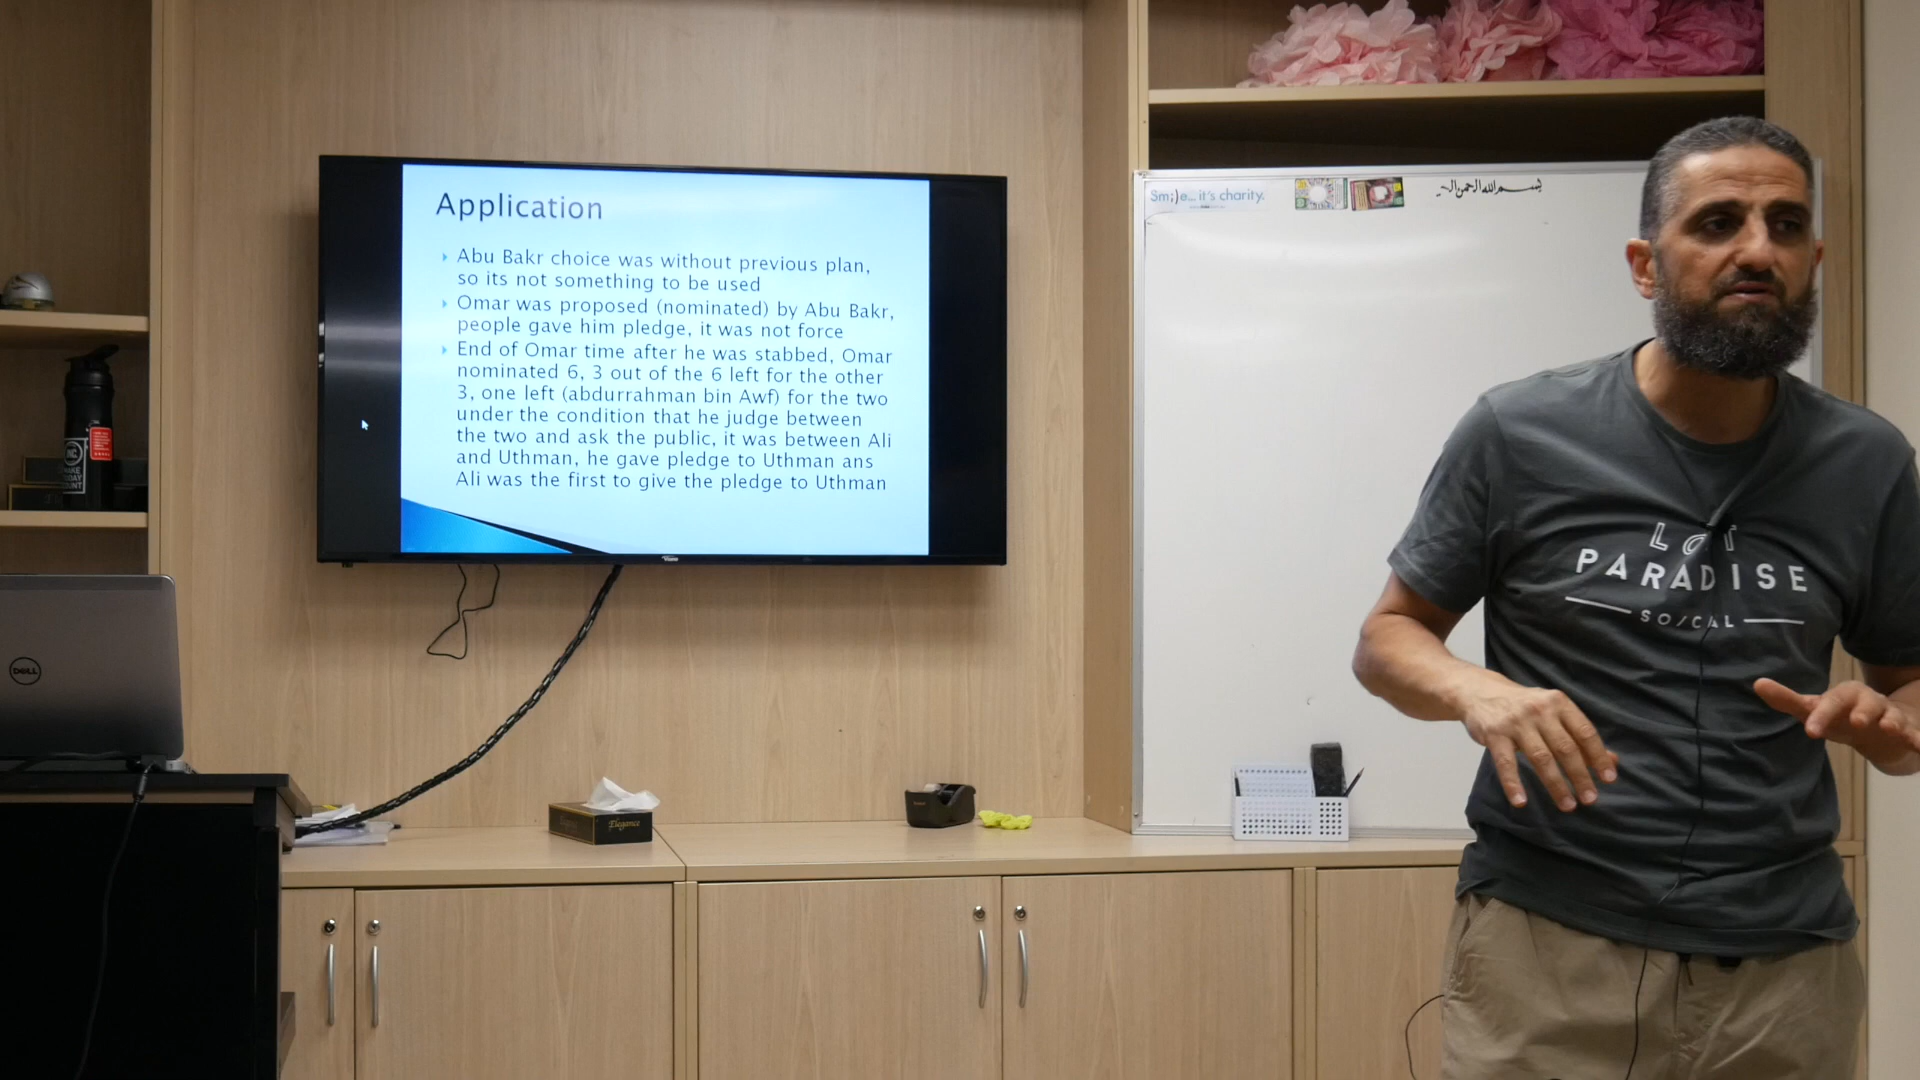 Application
Abu Bakr choice was without previous plan,
so its not something to be used
Omar was proposed (nominated) by Abu Bakr,
people gave him pledge, it was not force
End of Omar time after he was stabbed, Omar
nominated 6, 3 out of the 6 left for the other
3, one left (abdurrahman bin Awf) for the two
under the condition that he judge between
the two and ask the public, it was between Ali
and Uthman, he gave pledge to Uthman ans
Ali was the first to give the pledge to Uthman
Sm;)e... it's charity.
بسم الله الرحمن الر
PARADISE
SO/CAL
DELL
Elegance